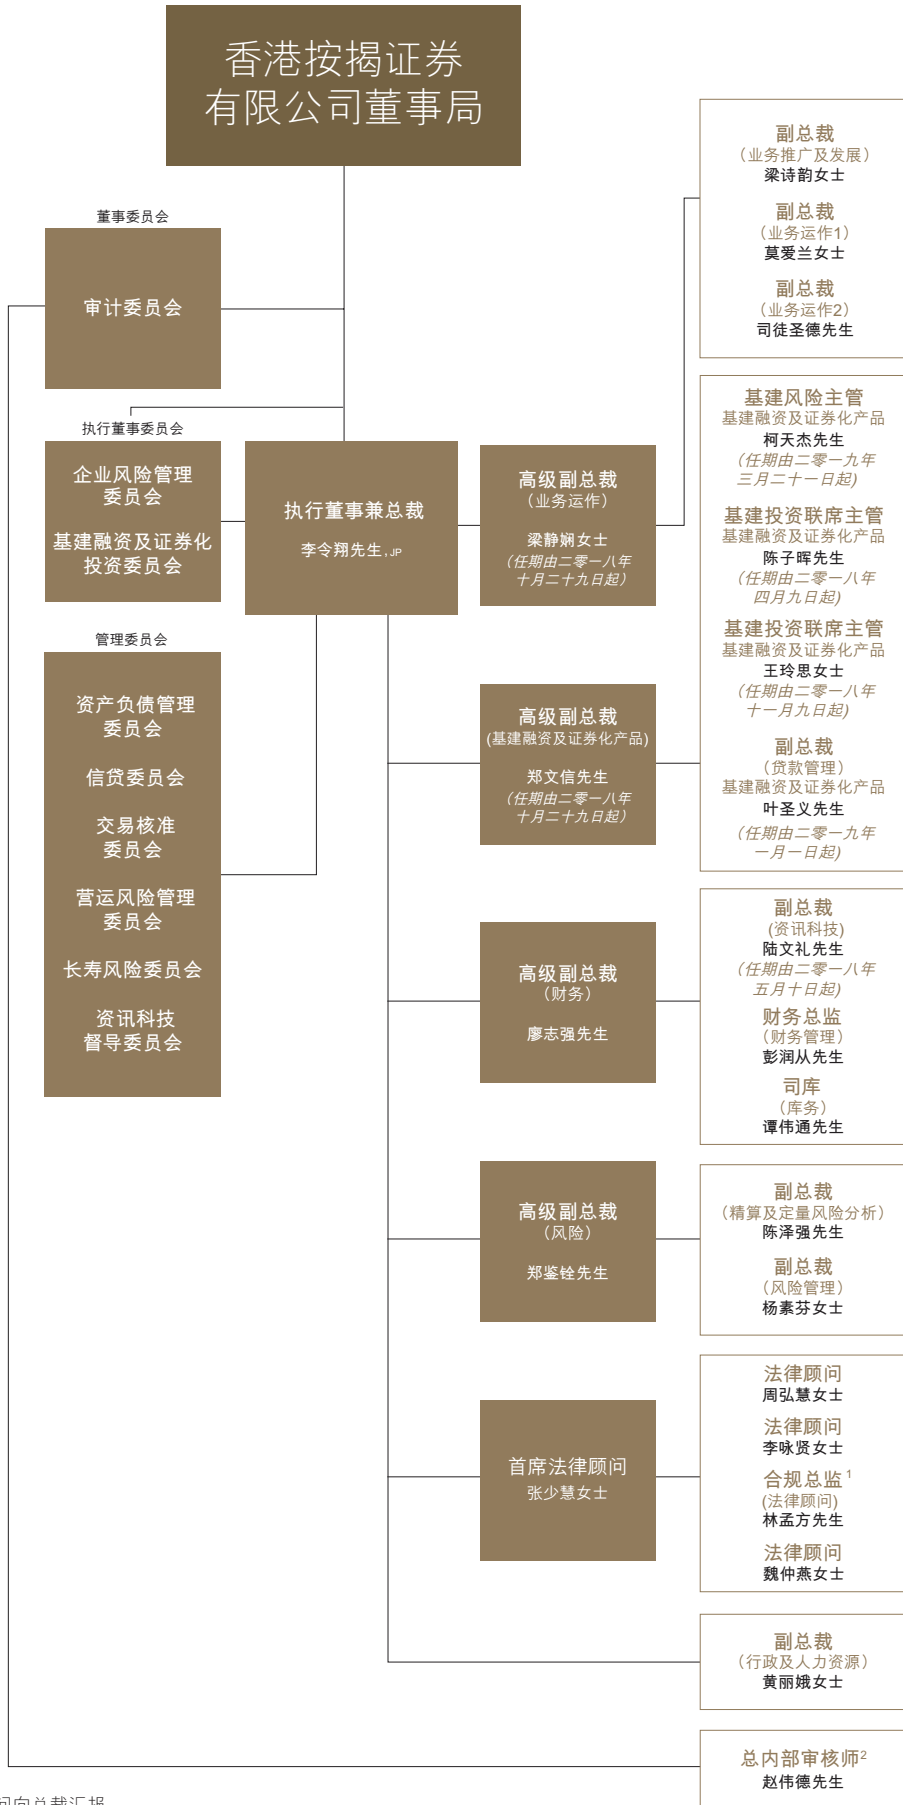 香港按揭证券
有限公司董事局
董事委员会
审计委员会
执行董事委员会
企业风险管理
委员会
基建融资及证券化
投资委员会
执行董事兼总裁
李令翔先生，JP
管理委员会
资产负债管理
委员会
信贷委员会
交易核准
委员会
营运风险管理
委员会
长寿风险委员会
资讯科技
督导委员会
高级副总裁
（业务运作）
梁静娴女士
（任期由二零一八年
十月二十九日起）
副总裁
（业务推广及发展）
梁诗韵女士
副总裁
（业务运作1）
莫爱兰女士
副总裁
（业务运作2）
司徒圣德先生
高级副总裁
(基建融资及证券化产品)
郑文信先生
（任期由二零一八年
十月二十九日起）
基建风险主管
基建融资及证券化产品
柯天杰先生
（任期由二零一九年
三月二十一日起)
基建投资联席主管
基建融资及证券化产品
陈子晖先生
（任期由二零一八年
四月九日起)
基建投资联席主管
基建融资及证券化产品
王玲思女士
（任期由二零一八年
十一月九日起)
副总裁
（贷款管理）
基建融资及证券化产品
叶圣义先生
（任期由二零一九年
一月一日起)
高级副总裁
（财务）
廖志强先生
副总裁
(资讯科技)
陆文礼先生
（任期由二零一八年
五月十日起)
财务总监
（财务管理）
彭润从先生
司库
（库务）
谭伟通先生
高级副总裁
（风险）
郑鉴铨先生
副总裁
（精算及定量风险分析）
陈泽强先生
副总裁
（风险管理）
杨素芬女士
首席法律顾问
张少慧女士
法律顾问
周弘慧女士
法律顾问
李咏贤女士
合规总监1
(法律顾问)
林孟方先生
法律顾问
魏仲燕女士
副总裁
（行政及人力资源）
黄丽娥女士
总内部审核师2
赵伟德先生